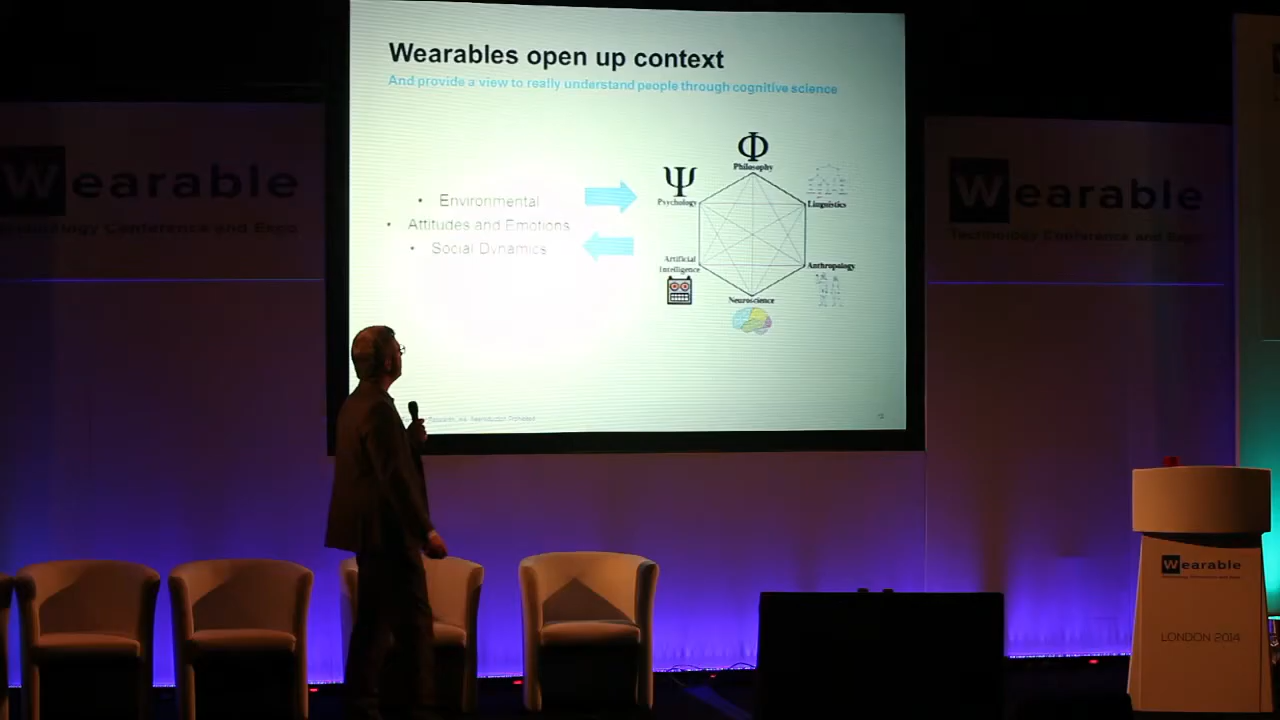 Wearables open up context
And provide a view to really understand people through cognitive science
• Environmental
• Attitudes and Emotions
• Social Dynamics
Φ
Philosophy
Ψ
Psychology
Linguistics
Artificial
Intelligence
Anthropology
Neuroscience
Wearable
Technology Conference and Expo
Wearable
Technology Conference and Expo
Wearable
LONDON 2014